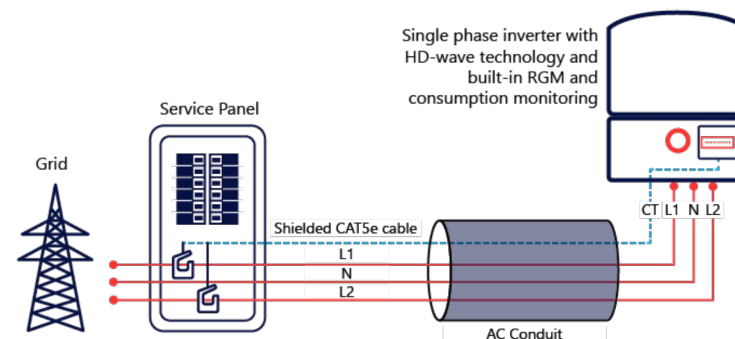 Single phase inverter with
HD-wave technology and
built-in RGM and
consumption monitoring
Service Panel
Grid
CT L1 N L2
Shielded CAT5e cable
L1
N
L2
AC Conduit